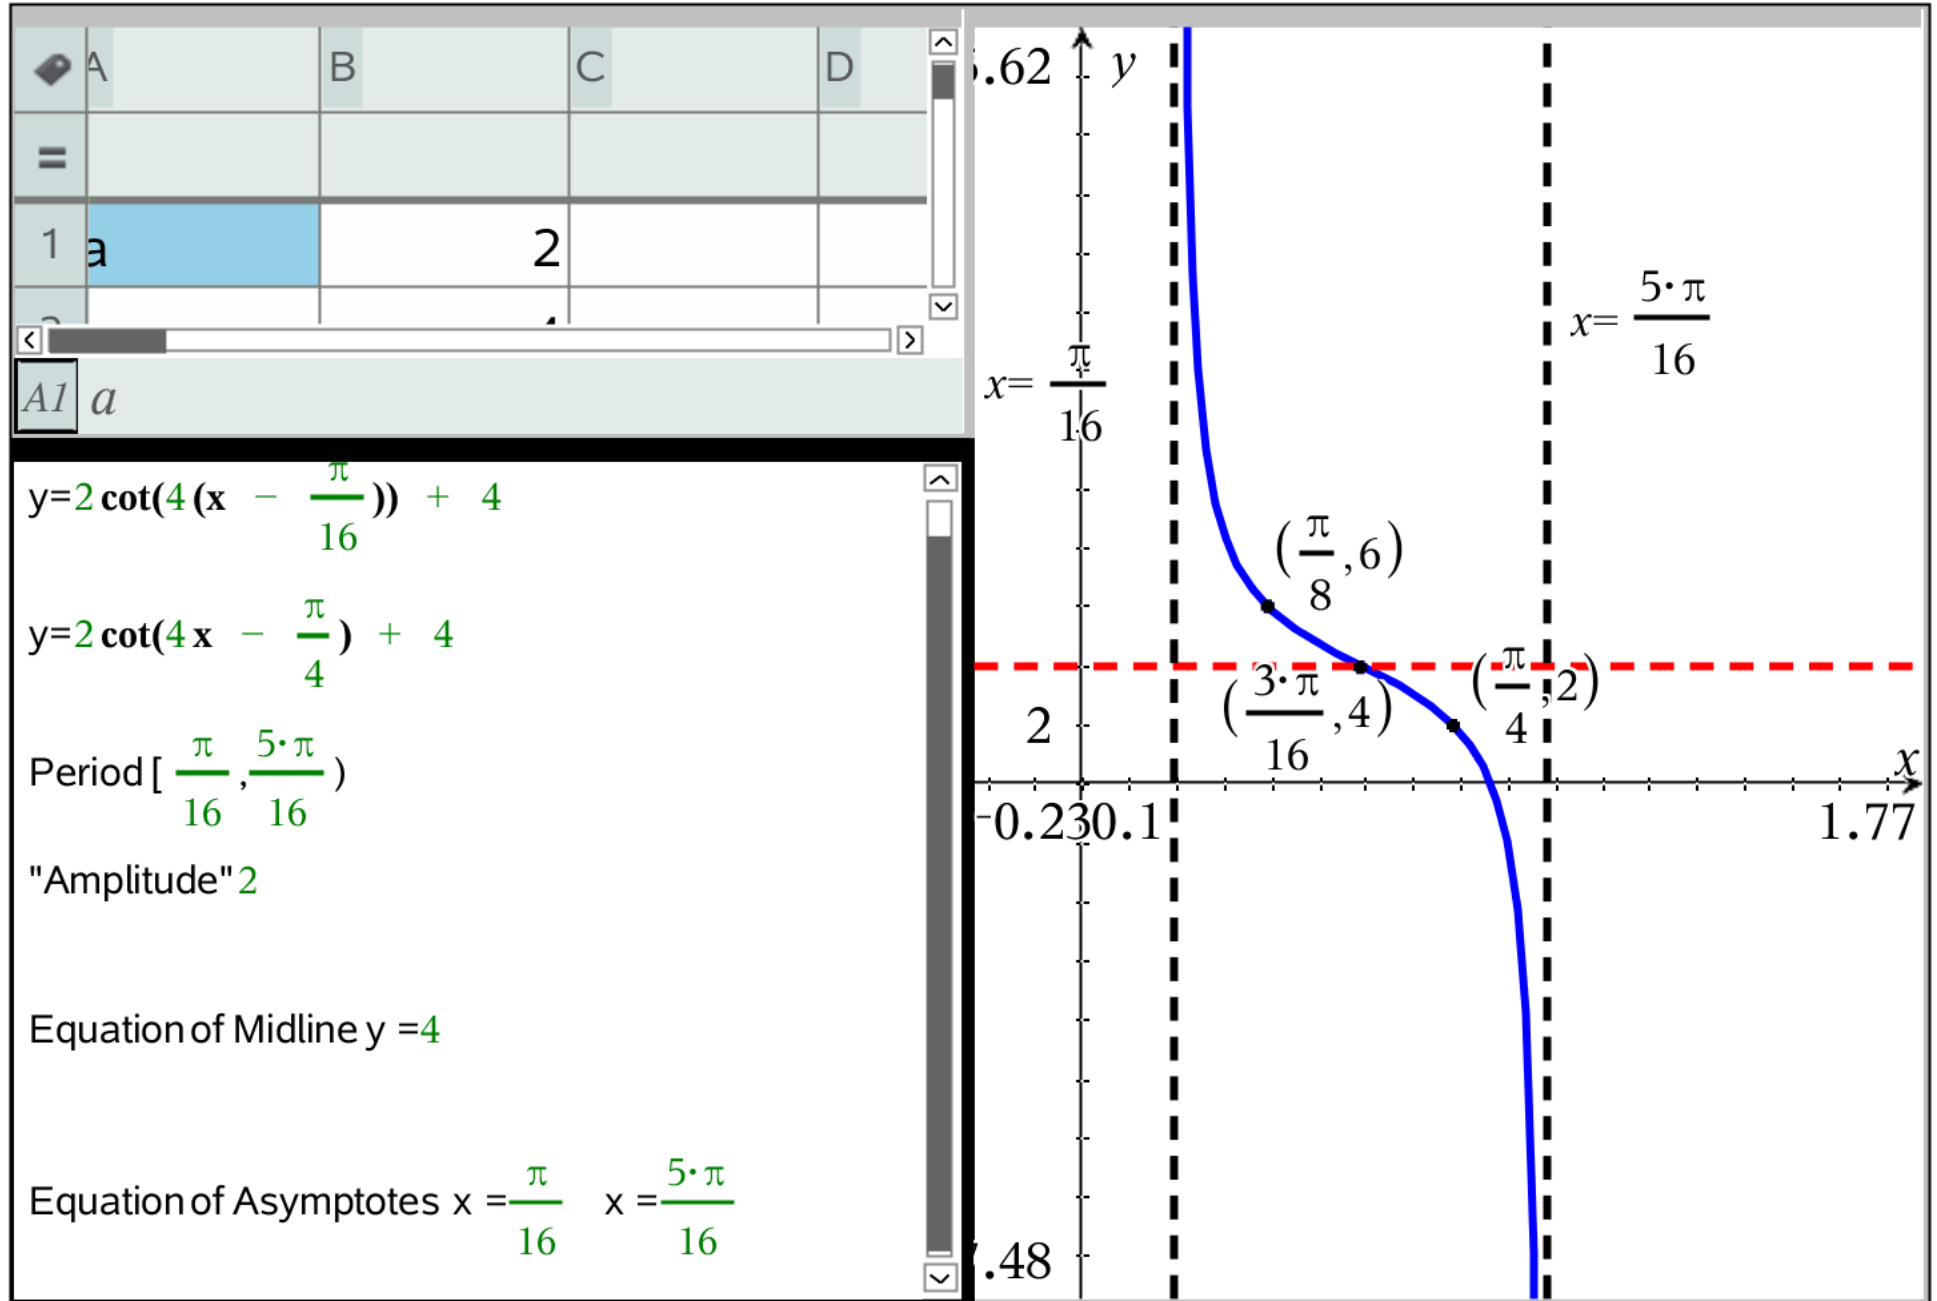 A B C D
=
1 a 2
A1 a
y=2 cot(4 (x − π/16)) + 4
y=2 cot(4 x − π/4) + 4
Period [ π/16 , 5·π/16 )
"Amplitude" 2
Equation of Midline y =4
Equation of Asymptotes x = π/16 x = 5·π/16
.62 y
x= 5·π/16
x= π/16
(π/8 ,6)
(3·π/16 ,4)
(π/4 ,2)
2
x
-0.23 0.1 1.77
.48